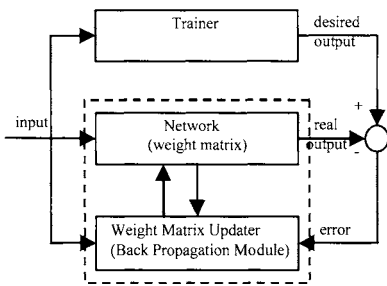 Trainer
desired
output
+
input
Network
(weight matrix)
real
output
-
Weight Matrix Updater
(Back Propagation Module)
error